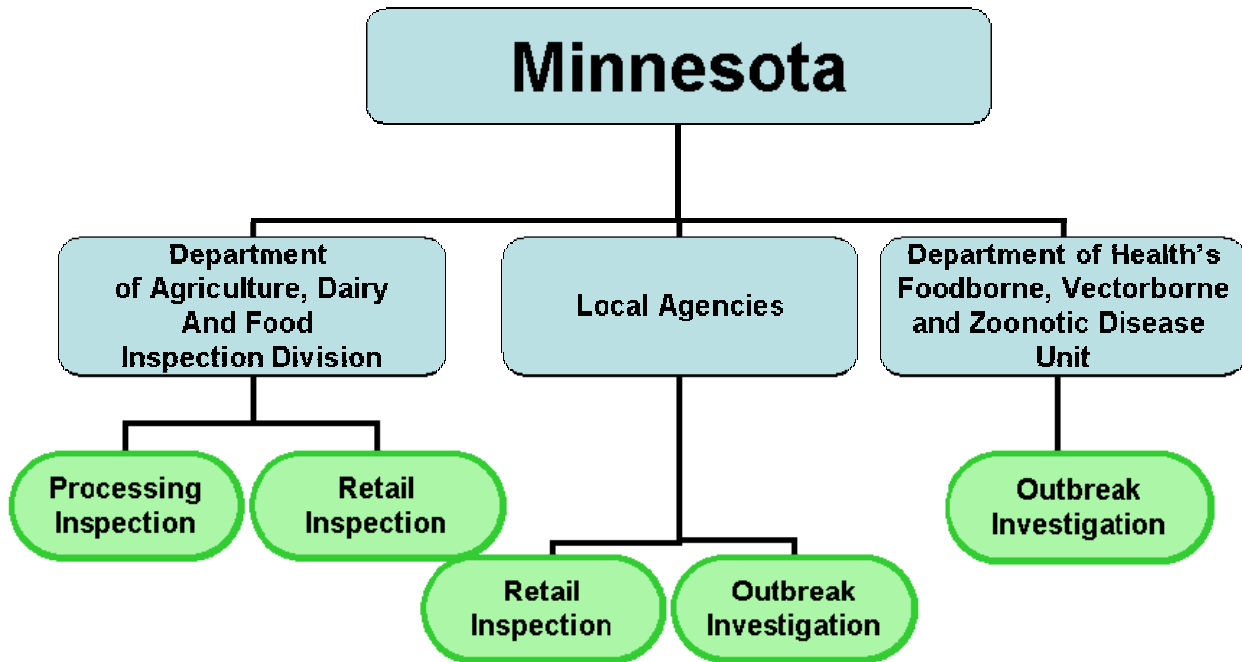 Minnesota
Department
of Agriculture, Dairy
And Food
Inspection Division
Local Agencies
Department of Health's
Foodborne, Vectorborne
and Zoonotic Disease
Unit
Processing
Inspection
Retail
Inspection
Retail
Inspection
Outbreak
Investigation
Outbreak
Investigation